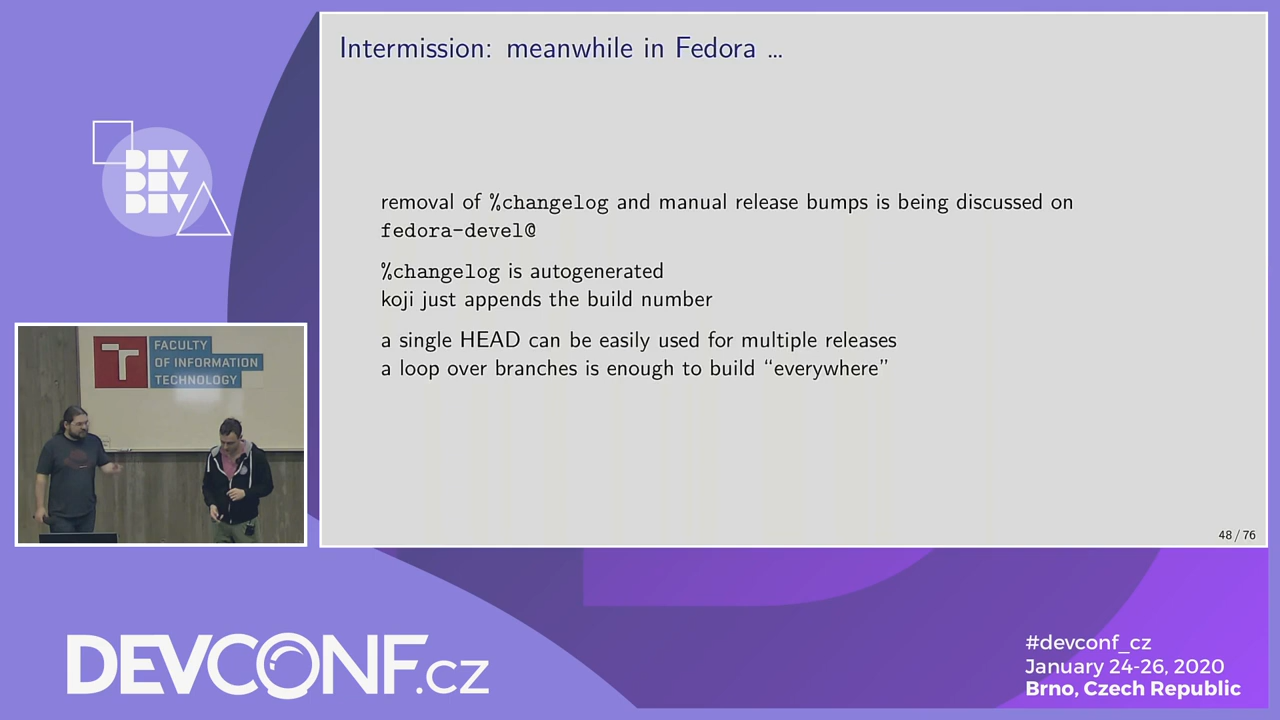 Intermission: meanwhile in Fedora ...
removal of %changelog and manual release bumps is being discussed on
fedora-devel@
%changelog is autogenerated
koji just appends the build number
a single HEAD can be easily used for multiple releases
a loop over branches is enough to build “everywhere”
48 / 76
DEV
DEV
DEV
FACULTY
OF INFORMATION
TECHNOLOGY
DEVCONF.cz
#devconf_cz
January 24-26, 2020
Brno, Czech Republic